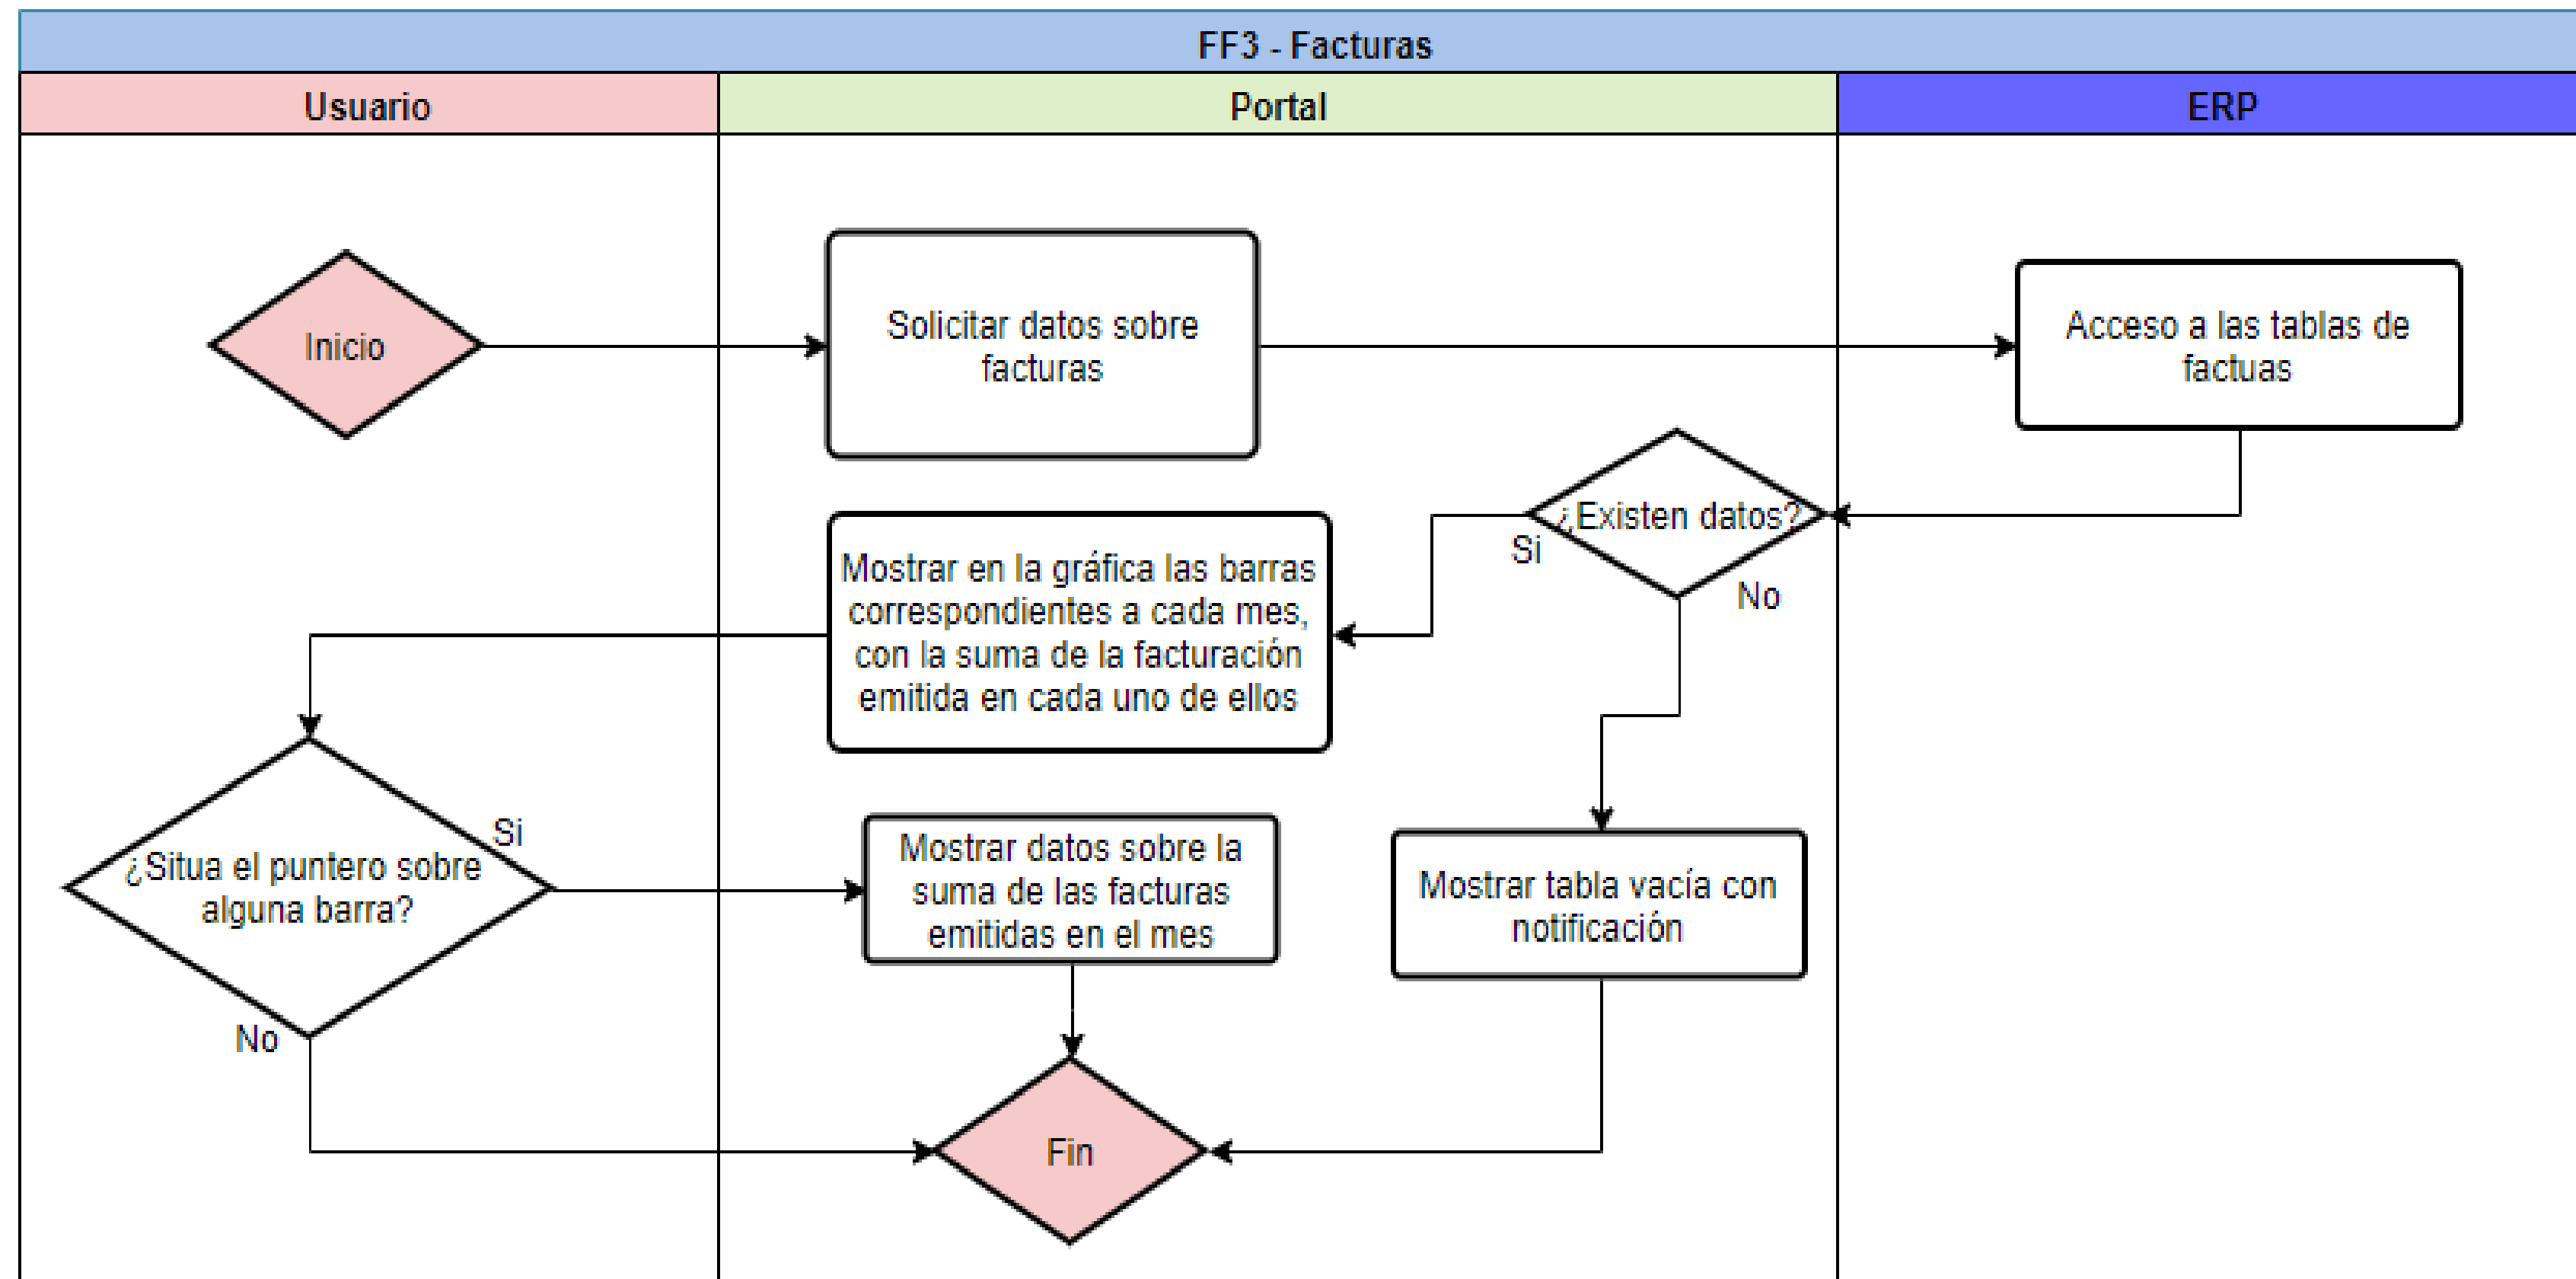 FF3 - Facturas
Usuario
Portal
ERP
Inicio
Solicitar datos sobre
facturas
Acceso a las tablas de
factuas
¿Existen datos?
Si
No
Mostrar en la gráfica las barras
correspondientes a cada mes,
con la suma de la facturación
emitida en cada uno de ellos
¿Situa el puntero sobre
alguna barra?
Si
No
Mostrar datos sobre la
suma de las facturas
emitidas en el mes
Mostrar tabla vacía con
notificación
Fin